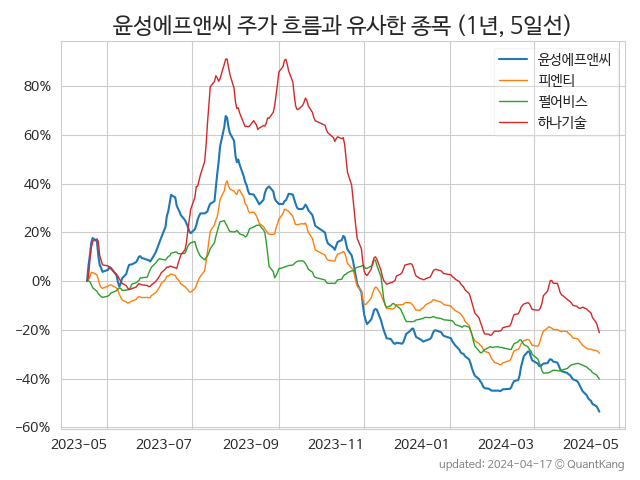 윤성에프앤씨 주가 흐름과 유사한 종목 (1년, 5일선)
윤성에프앤씨
피엔티
펄어비스
하나기술
80%
60%
40%
20%
0%
−20%
−40%
−60%
2023-05 2023-07 2023-09 2023-11 2024-01 2024-03 2024-05
updated: 2024-04-17 © QuantKang